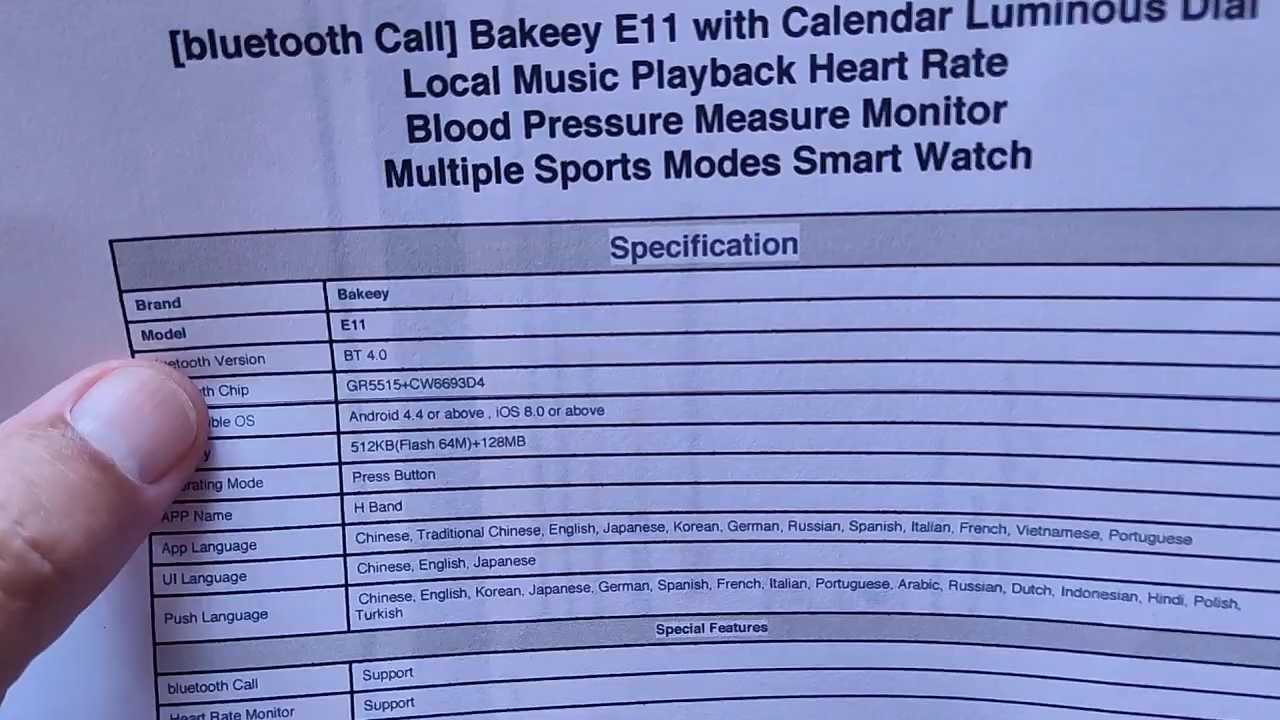 [bluetooth Call] Bakeey E11 with Calendar Luminous Dial
Local Music Playback Heart Rate
Blood Pressure Measure Monitor
Multiple Sports Modes Smart Watch
Specification
Brand Bakeey
Model E11
etooth Version BT 4.0
th Chip GR5515+CW6693D4
ible OS Android 4.4 or above , iOS 8.0 or above
y 512KB(Flash 64M)+128MB
rating Mode Press Button
APP Name H Band
App Language Chinese, Traditional Chinese, English, Japanese, Korean, German, Russian, Spanish, Italian, French, Vietnamese, Portuguese
UI Language Chinese, English, Japanese
Push Language Chinese, English, Korean, Japanese, German, Spanish, French, Italian, Portuguese, Arabic, Russian, Dutch, Indonesian, Hindi, Polish,
Turkish
Special Features
bluetooth Call Support
Heart Rate Monitor Support